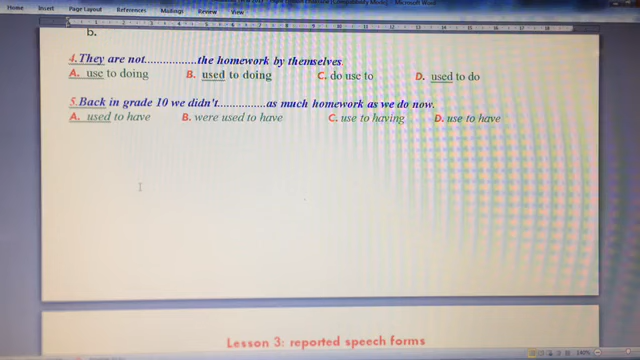 Home Insert Page Layout References Mailings Review View
b.
4. They are not.................the homework by themselves.
A. use to doing B. used to doing C. do use to D. used to do
5. Back in grade 10 we didn't...............as much homework as we do now.
A. used to have B. were used to have C. use to having D. use to have
Lesson 3: reported speech forms
140%